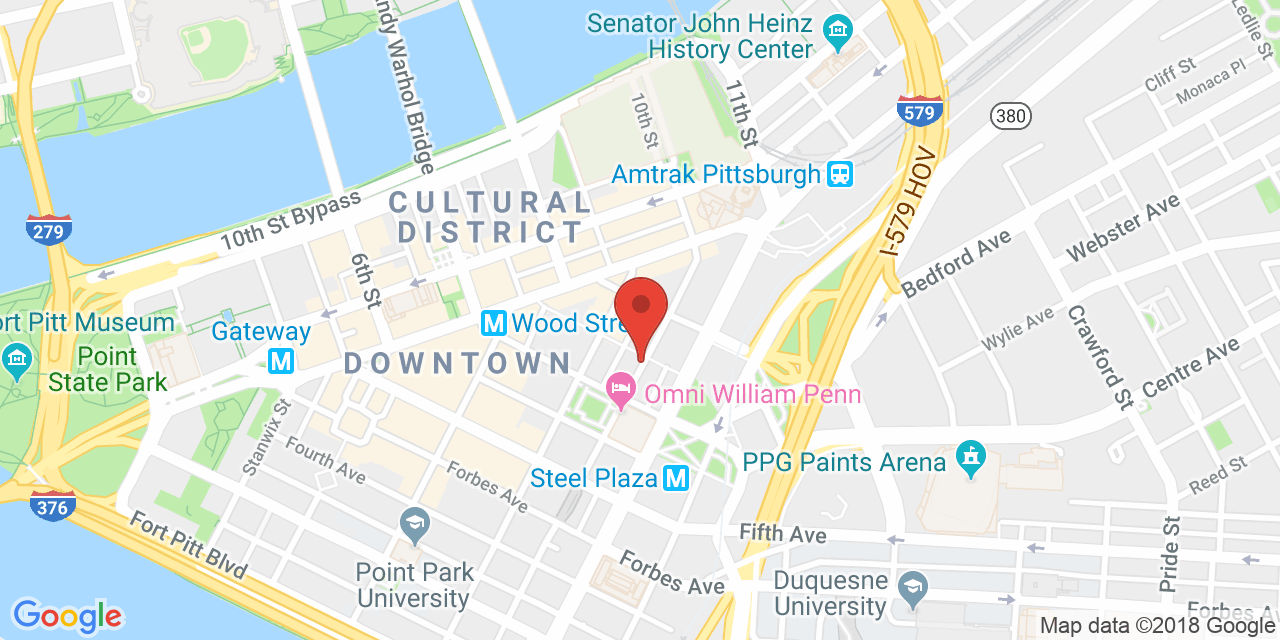 Senator John Heinz
History Center
Ledlie St
Cliff St
Monaca Pl
ndy Warhol Bridge
10th St
11th St
579
380
Amtrak Pittsburgh
I-579 HOV
CULTURAL
DISTRICT
10th St Bypass
279
6th St
Webster Ave
Bedford Ave
ort Pitt Museum
Gateway
M
M
Wood Stre
Wylie Ave
Crawford St
Centre Ave
Point
State Park
DOWNTOWN
Omni William Penn
Stanwix St
Fourth Ave
Forbes Ave
Steel Plaza
M
PPG Paints Arena
Reed St
376
Fort Pitt Blvd
Fifth Ave
Pride St
Point Park
University
Forbes Ave
Duquesne
University
Forbes A
Google
Map data ©2018 Google